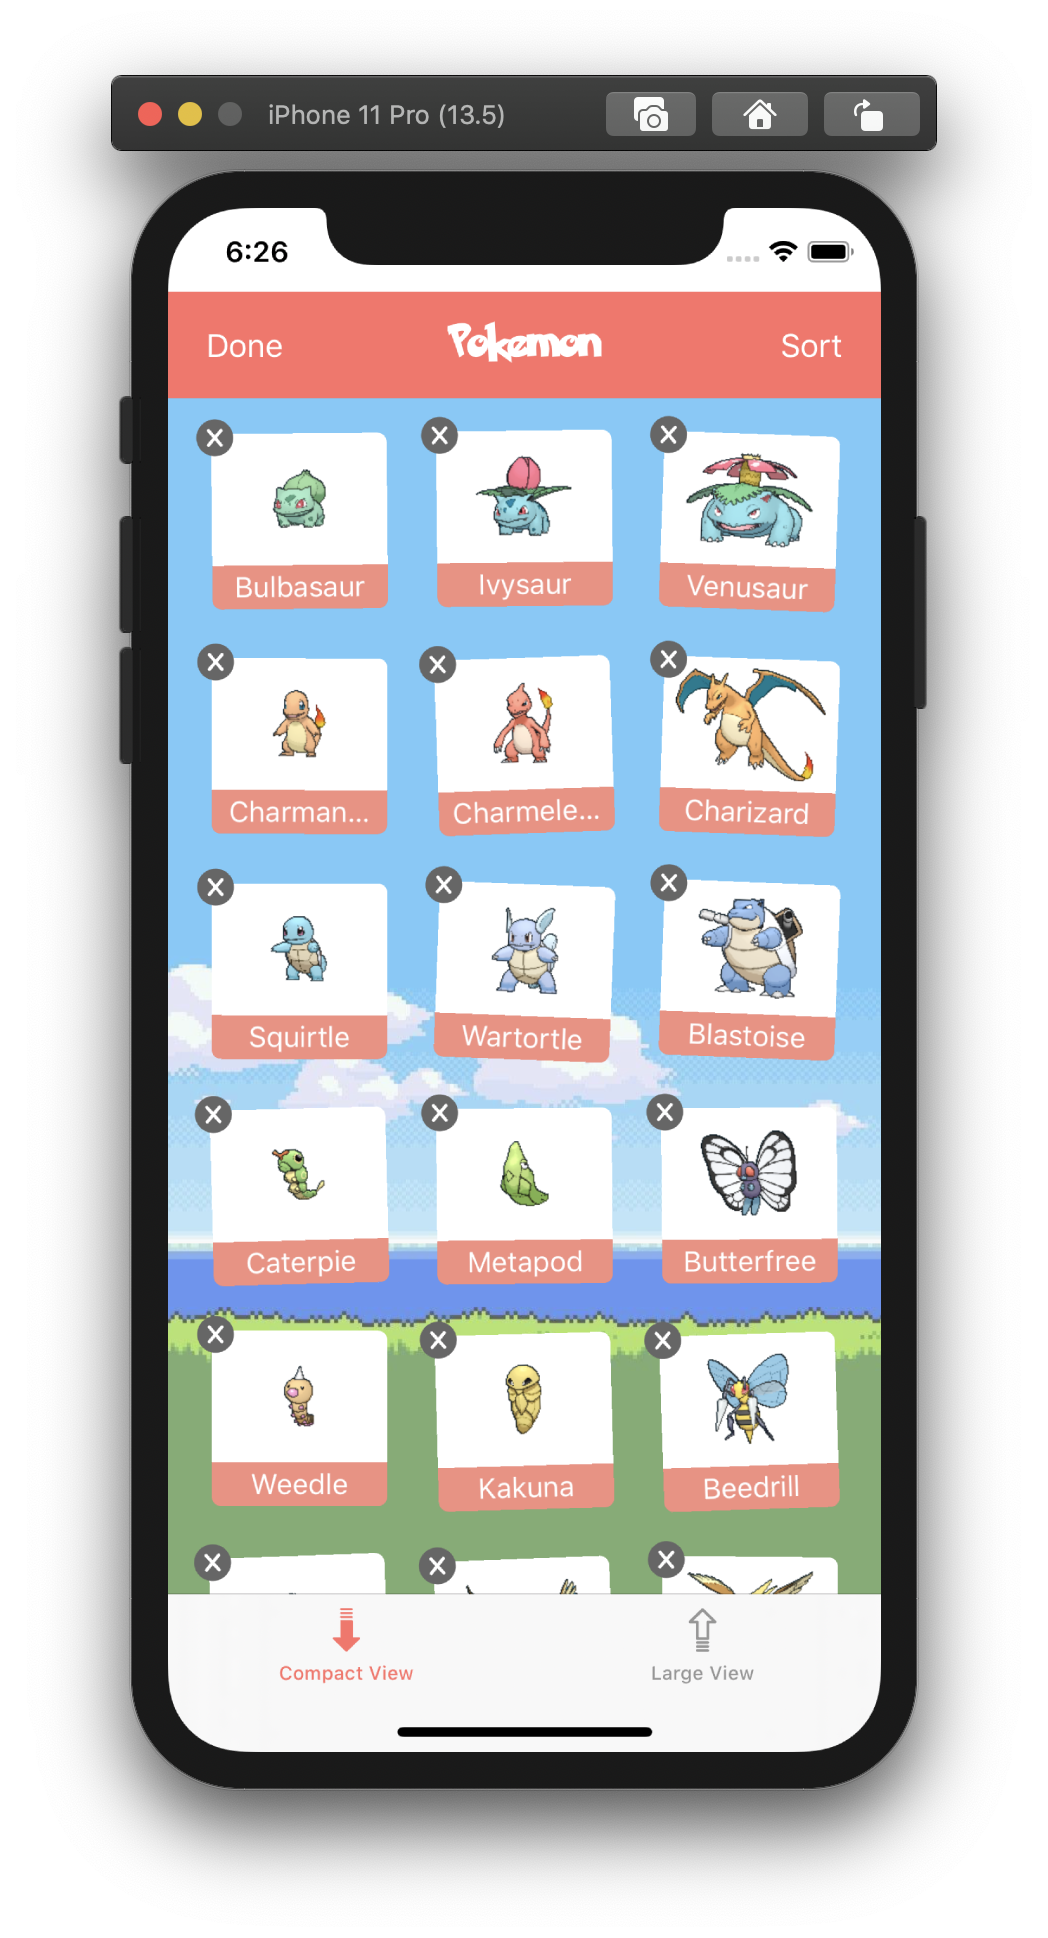 iPhone 11 Pro (13.5)
6:26
Done Pokemon Sort
Bulbasaur Ivysaur Venusaur
Charman... Charmele... Charizard
Squirtle Wartortle Blastoise
Caterpie Metapod Butterfree
Weedle Kakuna Beedrill
Compact View Large View